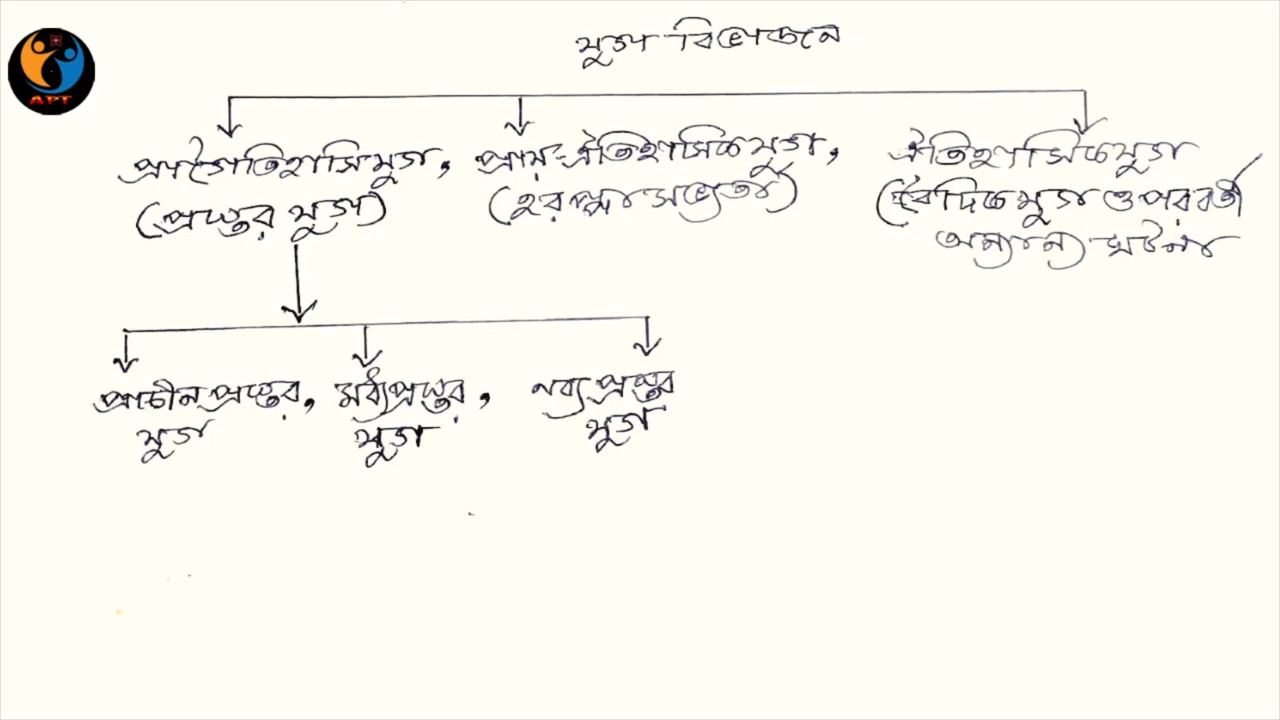 APT
যুগ বিভাজনে
প্রাগৈতিহাসি যুগ, প্রায়-ঐতিহাসিক যুগ, ঐতিহাসিক যুগ
(প্রস্তর যুগ) (হরপ্পা সভ্যতা) (বৈদিক যুগ ও পরবর্তী
অন্যান্য ঘটনা
প্রাচীন প্রস্তর, মধ্যপ্রস্তর, নব্য প্রস্তর
যুগ যুগ যুগ